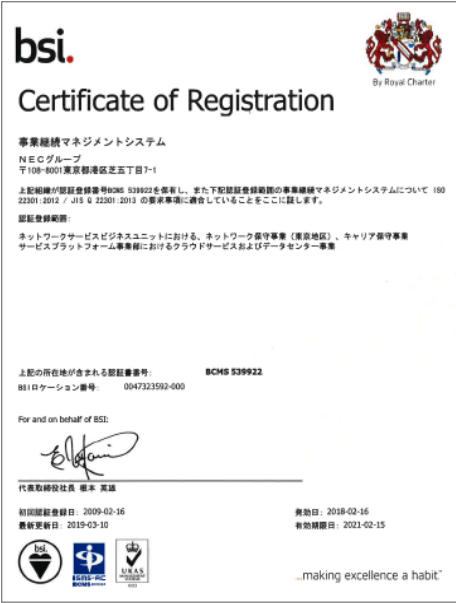 bsi.
By Royal Charter
Certificate of Registration
事業継続マネジメントシステム
ＮＥＣグループ
〒108-8001東京都港区芝五丁目7-1
上記組織が認証登録番号BCMS 539922を保有し、また下記認証登録範囲の事業継続マネジメントシステムについて ISO
22301:2012 / JIS Q 22301:2013 の要求事項に適合していることをここに証します。
認証登録範囲:
ネットワークサービスビジネスユニットにおける、ネットワーク保守事業（東京地区）、キャリア保守事業
サービスプラットフォーム事業部におけるクラウドサービスおよびデータセンター事業
上記の所在地が含まれる認証書番号: BCMS 539922
BSIロケーション番号: 0047323592-000
For and on behalf of BSI:
代表取締役社長 根本 英雄
初回認証登録日: 2009-02-16 発効日: 2018-02-16
最新更新日: 2019-03-10 有効期限日: 2021-02-15
bsi.
ISMS-AC
BCMS
UKAS
MANAGEMENT
SYSTEMS
...making excellence a habit.™